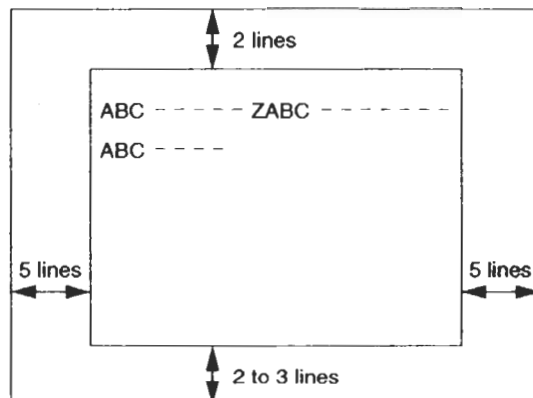 2 lines
ABC ----- ZABC -----
ABC -----
5 lines
5 lines
2 to 3 lines